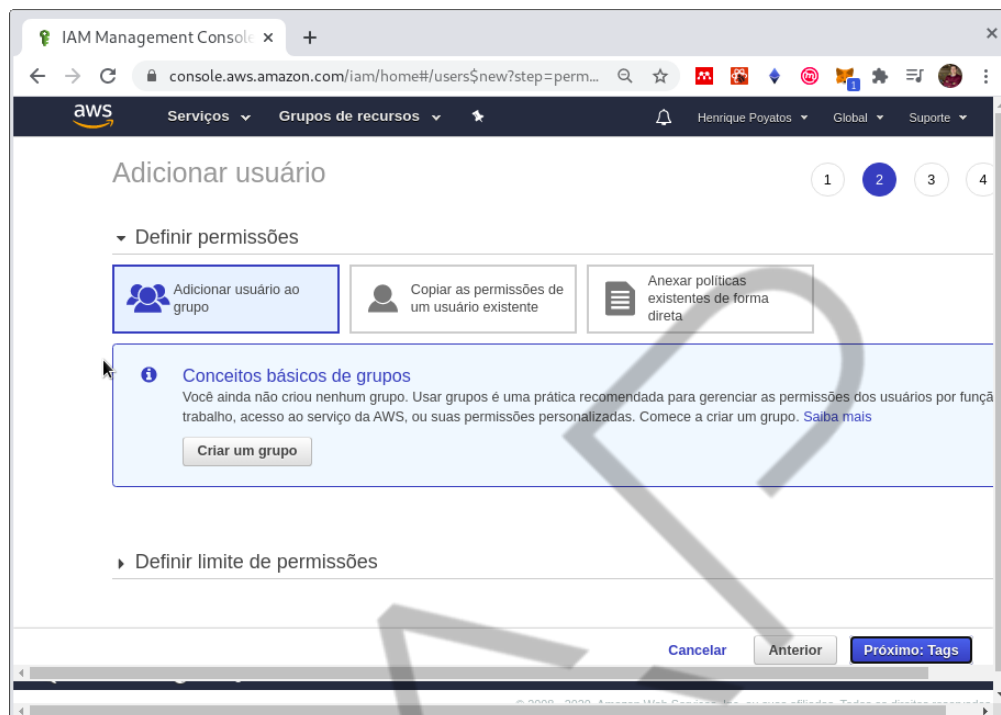 IAM Management Console
console.aws.amazon.com/iam/home#/users$new?step=perm...
1
aws
Serviços
Grupos de recursos
Henrique Poyatos
Global
Suporte
Adicionar usuário
1
2
3
4
Definir permissões
Adicionar usuário ao
grupo
Copiar as permissões de
um usuário existente
Anexar políticas
existentes de forma
direta
Conceitos básicos de grupos
Você ainda não criou nenhum grupo. Usar grupos é uma prática recomendada para gerenciar as permissões dos usuários por funçã
trabalho, acesso ao serviço da AWS, ou suas permissões personalizadas. Comece a criar um grupo. Saiba mais
Criar um grupo
Definir limite de permissões
Cancelar
Anterior
Próximo: Tags